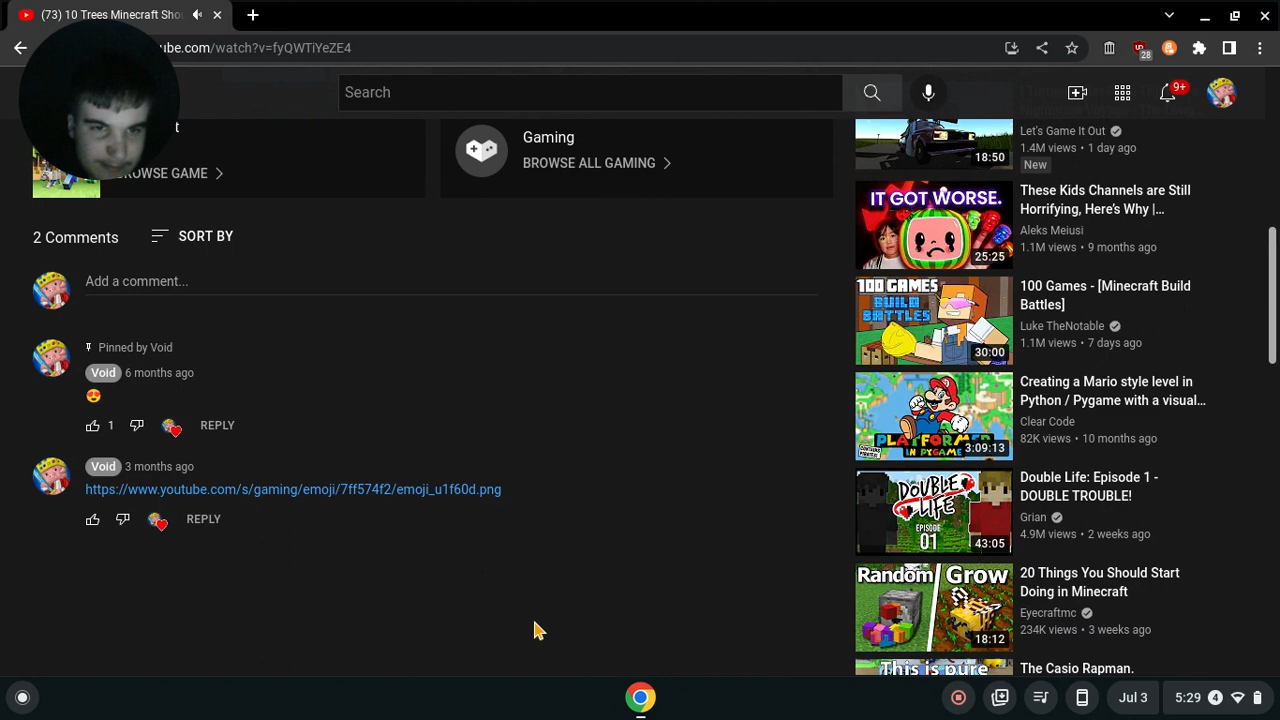 (73) 10 Trees Minecraft Shou
ube.com/watch?v=fyQWTiYeZE4
28
Search
9+
t
BROWSE GAME
Gaming
BROWSE ALL GAMING
2 Comments
SORT BY
Add a comment...
Pinned by Void
Void 6 months ago
😍
1
REPLY
Void 3 months ago
https://www.youtube.com/s/gaming/emoji/7ff574f2/emoji_u1f60d.png
REPLY
18:50
Let's Game It Out
1.4M views • 1 day ago
New
IT GOT WORSE.
25:25
These Kids Channels are Still
Horrifying, Here's Why |...
Aleks Meiusi
1.1M views • 9 months ago
100 GAMES
BUILD
BATTLES
30:00
100 Games - [Minecraft Build
Battles]
Luke TheNotable
1.1M views • 7 days ago
PLATFORMER
IN PYGAME
3:09:13
Creating a Mario style level in
Python / Pygame with a visual...
Clear Code
82K views • 10 months ago
DOUBLE
LIFE
EPISODE
01
43:05
Double Life: Episode 1 -
DOUBLE TROUBLE!
Grian
4.9M views • 2 weeks ago
Random Grow
18:12
20 Things You Should Start
Doing in Minecraft
Eyecraftmc
234K views • 3 weeks ago
This is pure
The Casio Rapman.
Jul 3
5:29
4